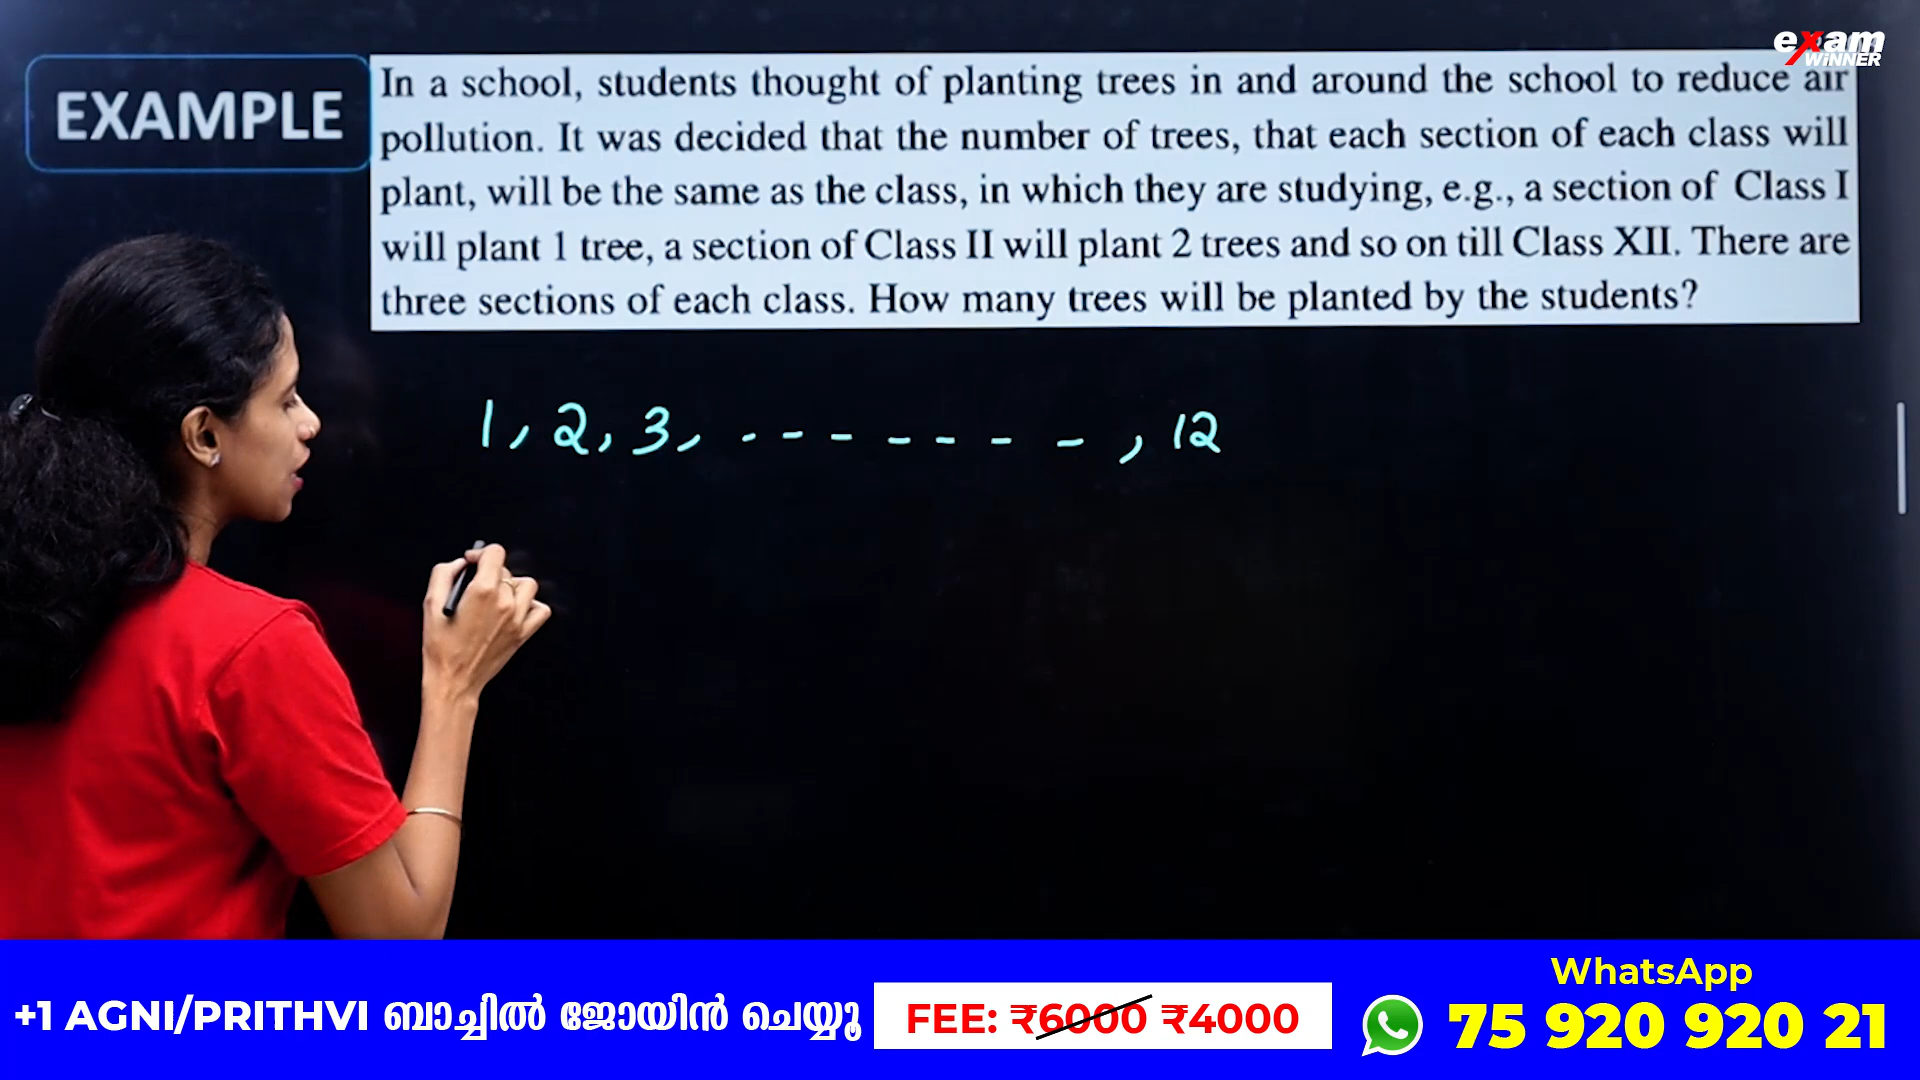 exam
WiNNER
EXAMPLE
In a school, students thought of planting trees in and around the school to reduce air
pollution. It was decided that the number of trees, that each section of each class will
plant, will be the same as the class, in which they are studying, e.g., a section of Class I
will plant 1 tree, a section of Class II will plant 2 trees and so on till Class XII. There are
three sections of each class. How many trees will be planted by the students?
1, 2, 3, - - - - - - - , 12
+1 AGNI/PRITHVI ബാച്ചിൽ ജോയിൻ ചെയ്യൂ
FEE: ₹6000 ₹4000
WhatsApp
75 920 920 21